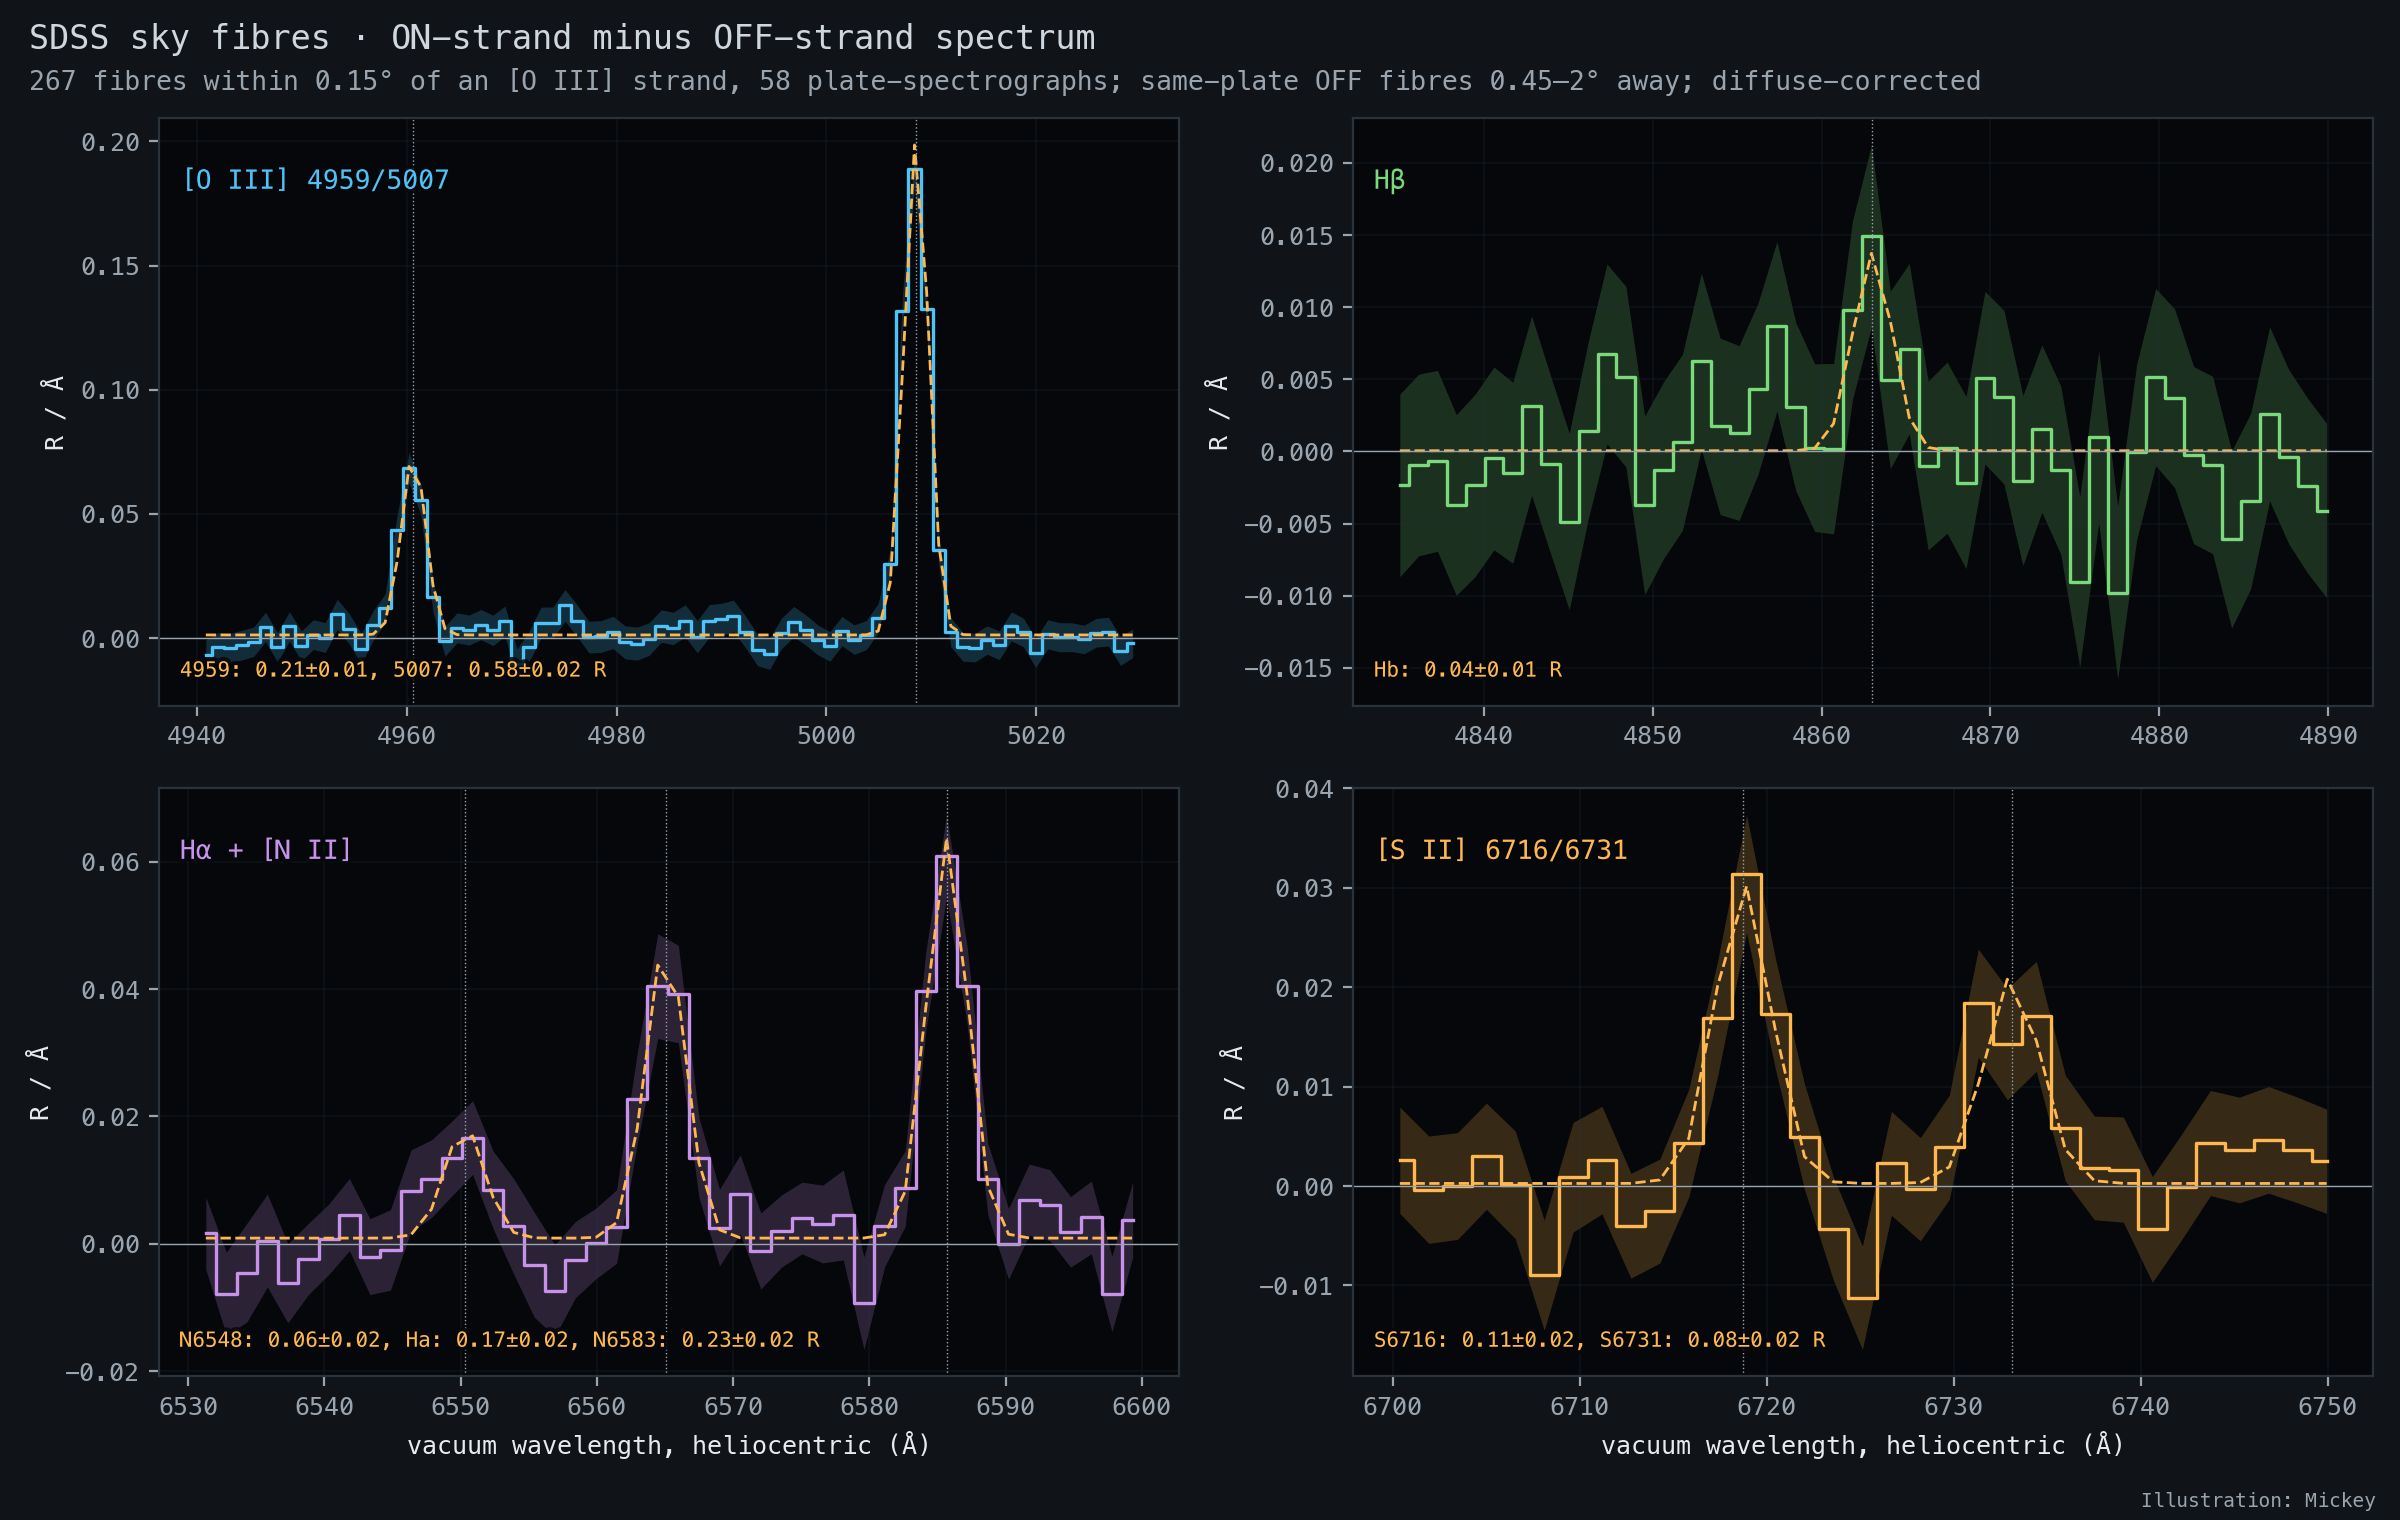 SDSS sky fibres · ON−strand minus OFF−strand spectrum
267 fibres within 0.15° of an [O III] strand, 58 plate−spectrographs; same−plate OFF fibres 0.45–2° away; diffuse−corrected
[O III] 4959/5007
R / Å
0.20
0.15
0.10
0.05
0.00
4959: 0.21±0.01, 5007: 0.58±0.02 R
4940 4960 4980 5000 5020
Hβ
R / Å
0.020
0.015
0.010
0.005
0.000
−0.005
−0.010
−0.015
Hb: 0.04±0.01 R
4840 4850 4860 4870 4880 4890
Hα + [N II]
R / Å
0.06
0.04
0.02
0.00
−0.02
N6548: 0.06±0.02, Ha: 0.17±0.02, N6583: 0.23±0.02 R
6530 6540 6550 6560 6570 6580 6590 6600
vacuum wavelength, heliocentric (Å)
[S II] 6716/6731
R / Å
0.04
0.03
0.02
0.01
0.00
−0.01
S6716: 0.11±0.02, S6731: 0.08±0.02 R
6700 6710 6720 6730 6740 6750
vacuum wavelength, heliocentric (Å)
Illustration: Mickey